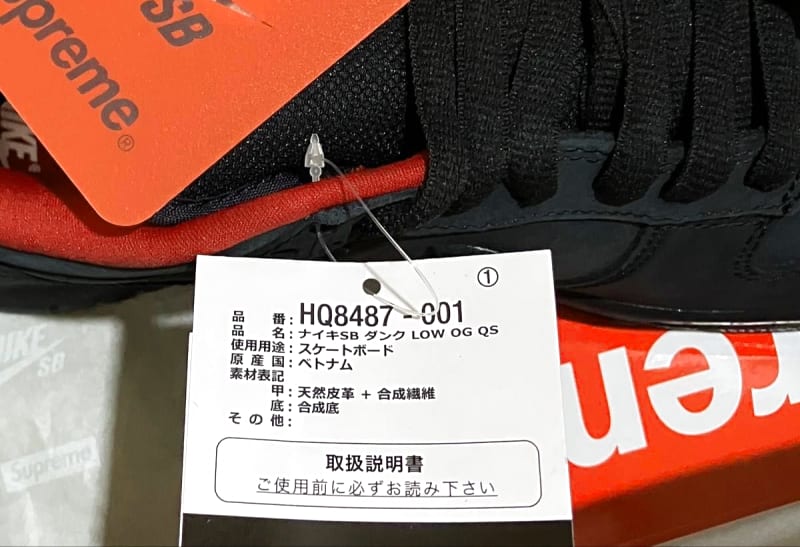 SB
Supreme®
NIKE
①
品番:HQ8487-001
品名:ナイキSB ダンク LOW OG QS
使用用途:スケートボード
原産国:ベトナム
素材表記
甲:天然皮革 + 合成繊維
底:合成底
その他:
取扱説明書
ご使用前に必ずお読み下さい
NIKE
SB
Supreme